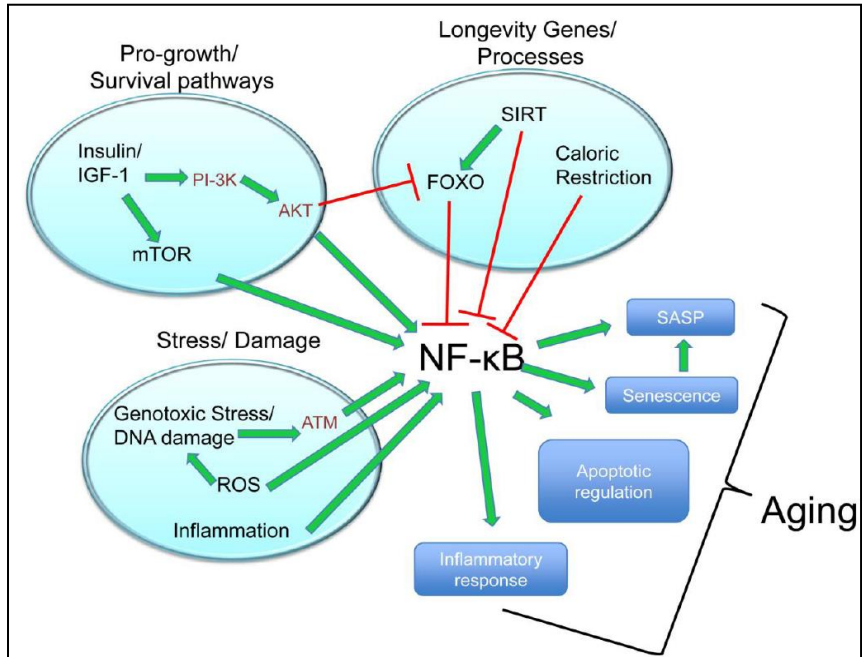 Pro-growth/
Survival pathways
Longevity Genes/
Processes
Insulin/
IGF-1
PI-3K
AKT
mTOR
SIRT
FOXO
Caloric
Restriction
Stress/ Damage
Genotoxic Stress/
DNA damage
ATM
ROS
Inflammation
NF-κB
SASP
Senescence
Apoptotic
regulation
Inflammatory
response
Aging